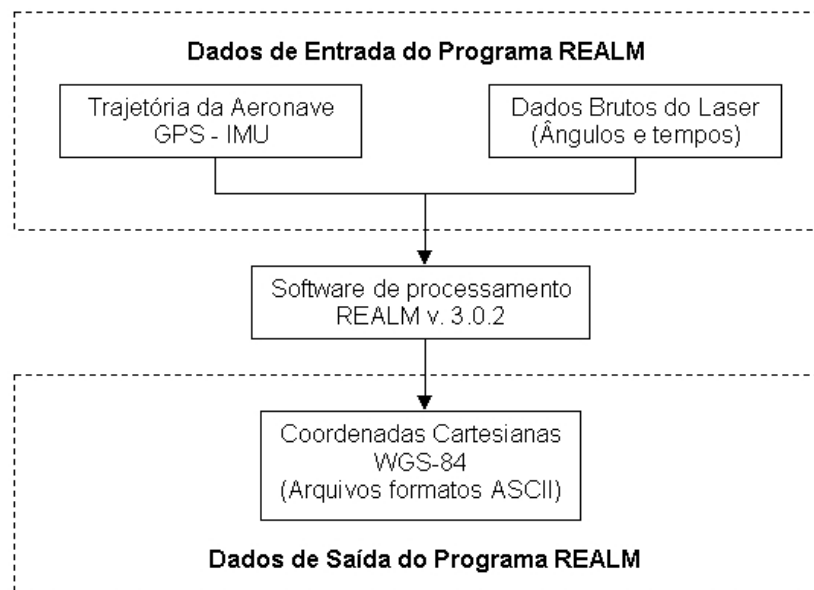 Dados de Entrada do Programa REALM
Trajetória da Aeronave
GPS - IMU
Dados Brutos do Laser
(Ângulos e tempos)
Software de processamento
REALM v. 3.0.2
Coordenadas Cartesianas
WGS-84
(Arquivos formatos ASCII)
Dados de Saída do Programa REALM